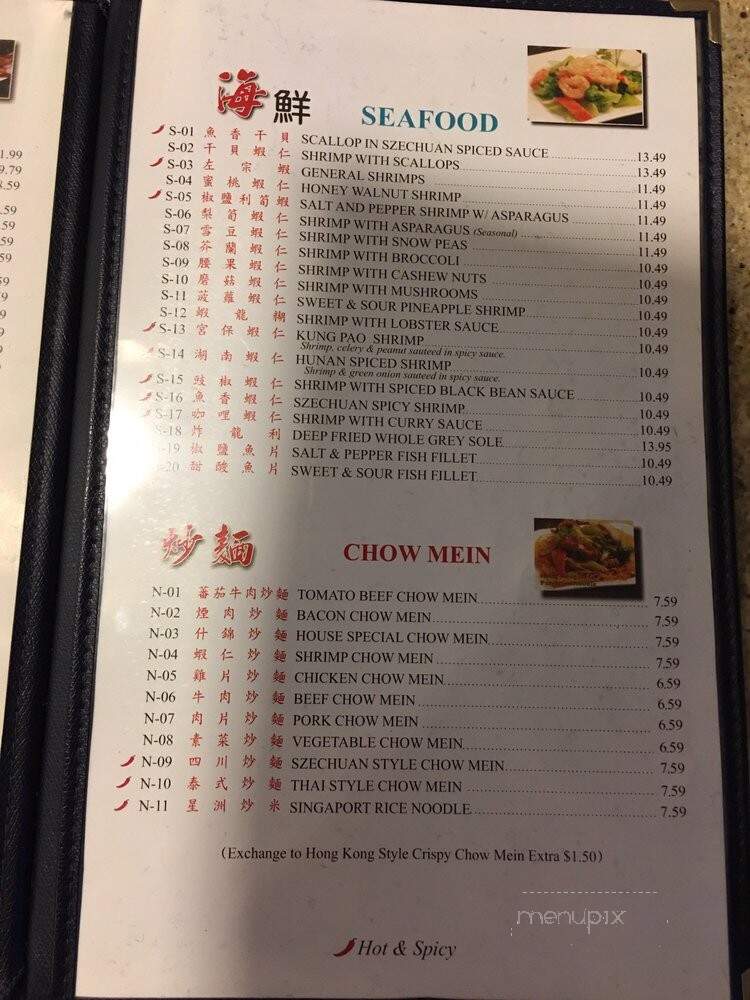 海鮮 SEAFOOD
S-01 魚香干貝 SCALLOP IN SZECHUAN SPICED SAUCE 13.49
S-02 干貝蝦仁 SHRIMP WITH SCALLOPS 13.49
S-03 左宗蝦 GENERAL SHRIMPS 11.49
S-04 蜜桃蝦仁 HONEY WALNUT SHRIMP 11.49
S-05 椒鹽利筍蝦 SALT AND PEPPER SHRIMP W/ ASPARAGUS 11.49
S-06 梨筍蝦仁 SHRIMP WITH ASPARAGUS (Seasonal) 11.49
S-07 雪豆蝦仁 SHRIMP WITH SNOW PEAS 11.49
S-08 芥蘭蝦仁 SHRIMP WITH BROCCOLI 10.49
S-09 腰果蝦仁 SHRIMP WITH CASHEW NUTS 10.49
S-10 磨菇蝦仁 SHRIMP WITH MUSHROOMS 10.49
S-11 菠蘿蝦仁 SWEET & SOUR PINEAPPLE SHRIMP 10.49
S-12 蝦龍糊 SHRIMP WITH LOBSTER SAUCE 10.49
S-13 宮保蝦仁 KUNG PAO SHRIMP 10.49
Shrimp, celery & peanut sauteed in spicy sauce.
S-14 湖南蝦仁 HUNAN SPICED SHRIMP 10.49
Shrimp & green onion sauteed in spicy sauce.
S-15 豉椒蝦仁 SHRIMP WITH SPICED BLACK BEAN SAUCE 10.49
S-16 魚香蝦仁 SZECHUAN SPICY SHRIMP 10.49
S-17 咖哩蝦仁 SHRIMP WITH CURRY SAUCE 10.49
S-18 炸龍利 DEEP FRIED WHOLE GREY SOLE 13.95
-19 椒鹽魚片 SALT & PEPPER FISH FILLET 10.49
-20 甜酸魚片 SWEET & SOUR FISH FILLET 10.49
炒麵 CHOW MEIN
N-01 蕃茄牛肉炒麵 TOMATO BEEF CHOW MEIN 7.59
N-02 煙肉炒麵 BACON CHOW MEIN 7.59
N-03 什錦炒麵 HOUSE SPECIAL CHOW MEIN 7.59
N-04 蝦仁炒麵 SHRIMP CHOW MEIN 7.59
N-05 雞片炒麵 CHICKEN CHOW MEIN 6.59
N-06 牛肉炒麵 BEEF CHOW MEIN 6.59
N-07 肉片炒麵 PORK CHOW MEIN 6.59
N-08 素菜炒麵 VEGETABLE CHOW MEIN 6.59
N-09 四川炒麵 SZECHUAN STYLE CHOW MEIN 7.59
N-10 泰式炒麵 THAI STYLE CHOW MEIN 7.59
N-11 星洲炒米 SINGAPORT RICE NOODLE 7.59
(Exchange to Hong Kong Style Crispy Chow Mein Extra $1.50)
menupix
Hot & Spicy